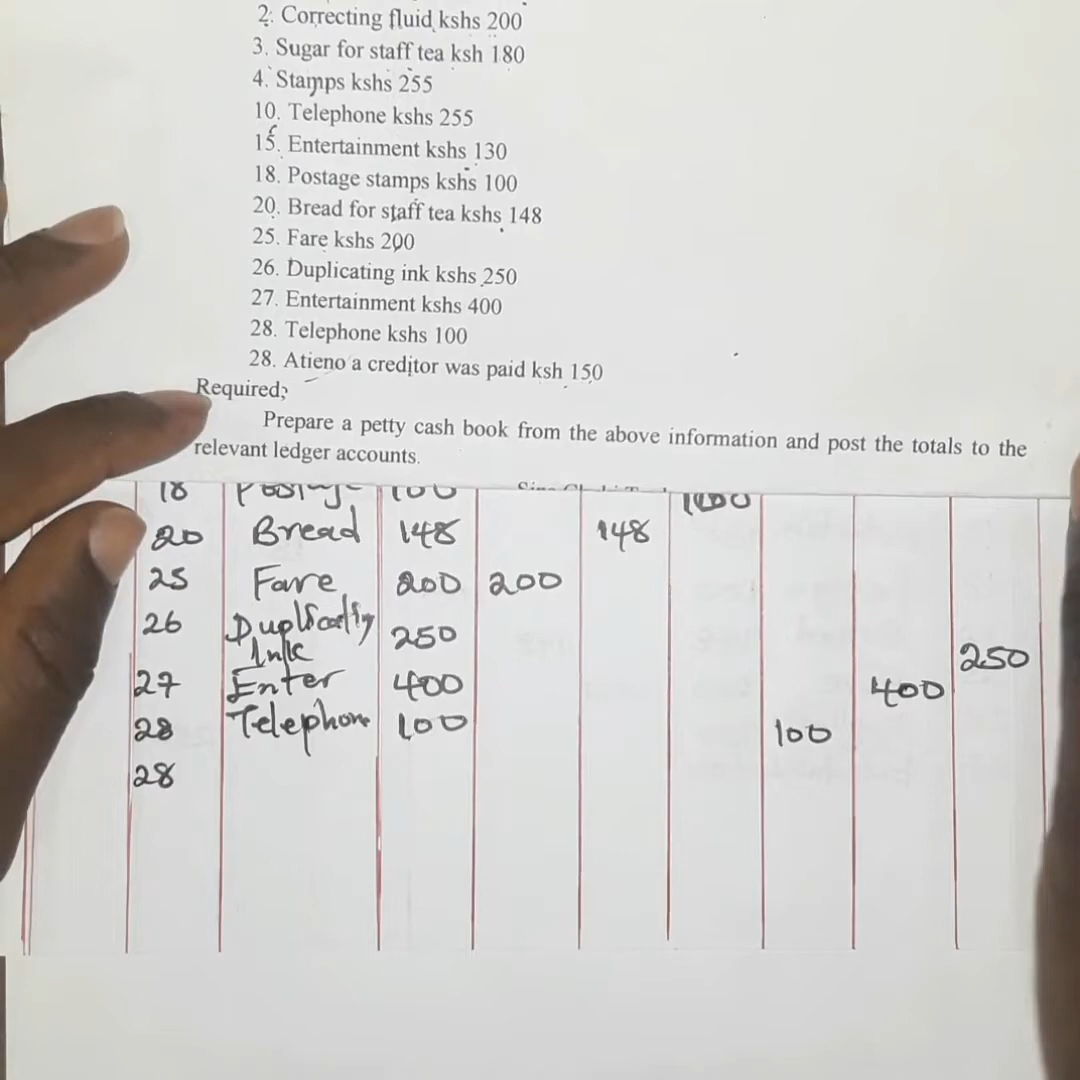 2. Correcting fluid kshs 200
3. Sugar for staff tea ksh 180
4. Stamps kshs 255
10. Telephone kshs 255
15. Entertainment kshs 130
18. Postage stamps kshs 100
20. Bread for staff tea kshs 148
25. Fare kshs 200
26. Duplicating ink kshs 250
27. Entertainment kshs 400
28. Telephone kshs 100
28. Atieno a creditor was paid ksh 150
Required;
Prepare a petty cash book from the above information and post the totals to the
relevant ledger accounts.
18 Postage 100 100
20 Bread 148 148
25 Fare 200 200
26 Duplicatiy Ink 250 250
27 Enter 400 400
28 Telephone 100 100
28